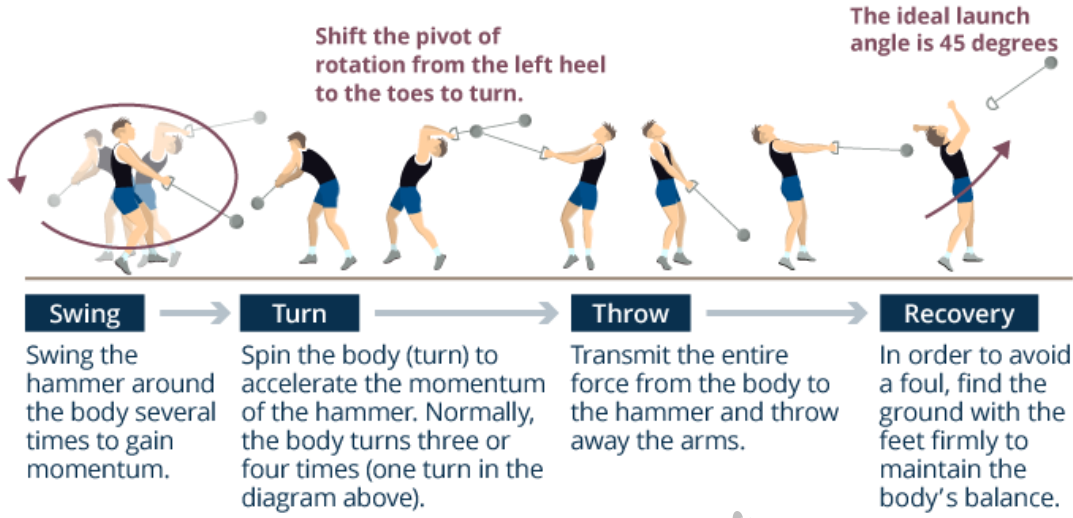 Shift the pivot of
rotation from the left heel
to the toes to turn.
The ideal launch
angle is 45 degrees
Swing
Swing the
hammer around
the body several
times to gain
momentum.
Turn
Spin the body (turn) to
accelerate the momentum
of the hammer. Normally,
the body turns three or
four times (one turn in the
diagram above).
Throw
Transmit the entire
force from the body to
the hammer and throw
away the arms.
Recovery
In order to avoid
a foul, find the
ground with the
feet firmly to
maintain the
body's balance.